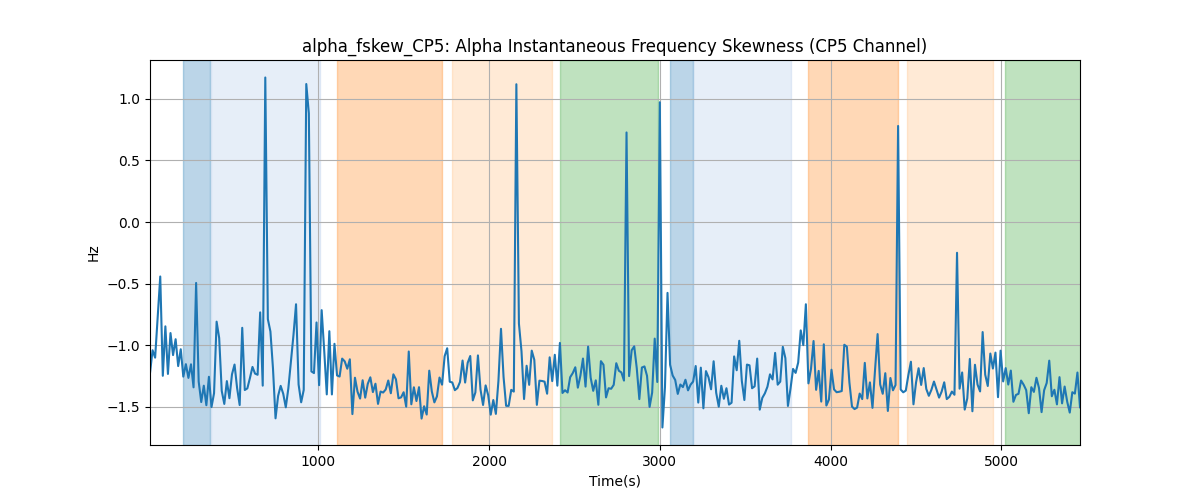 alpha_fskew_CP5: Alpha Instantaneous Frequency Skewness (CP5 Channel)
1.0
0.5
0.0
−0.5
−1.0
−1.5
Hz
1000 2000 3000 4000 5000
Time(s)